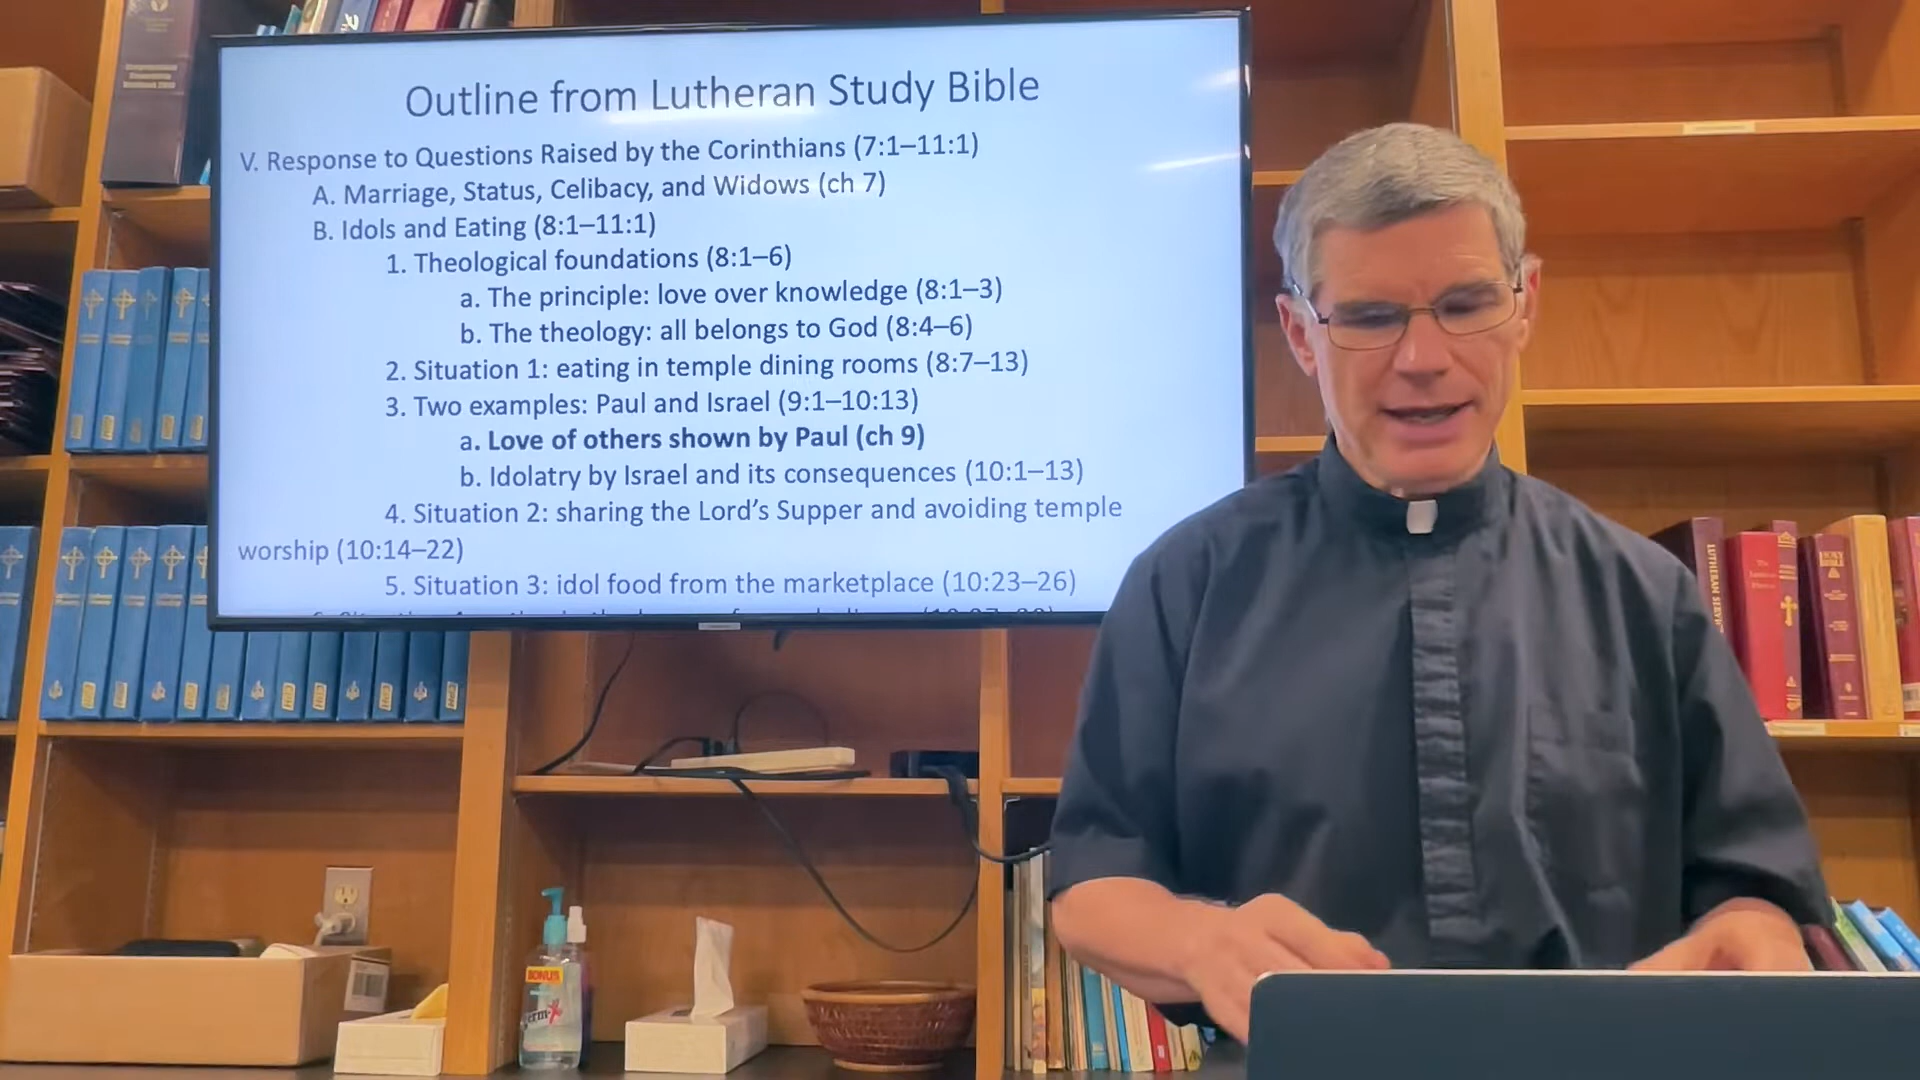 Outline from Lutheran Study Bible
V. Response to Questions Raised by the Corinthians (7:1–11:1)
A. Marriage, Status, Celibacy, and Widows (ch 7)
B. Idols and Eating (8:1–11:1)
1. Theological foundations (8:1–6)
a. The principle: love over knowledge (8:1–3)
b. The theology: all belongs to God (8:4–6)
2. Situation 1: eating in temple dining rooms (8:7–13)
3. Two examples: Paul and Israel (9:1–10:13)
a. Love of others shown by Paul (ch 9)
b. Idolatry by Israel and its consequences (10:1–13)
4. Situation 2: sharing the Lord's Supper and avoiding temple
worship (10:14–22)
5. Situation 3: idol food from the marketplace (10:23–26)
LUTHERAN
HOLY
BIBLE
BONUS